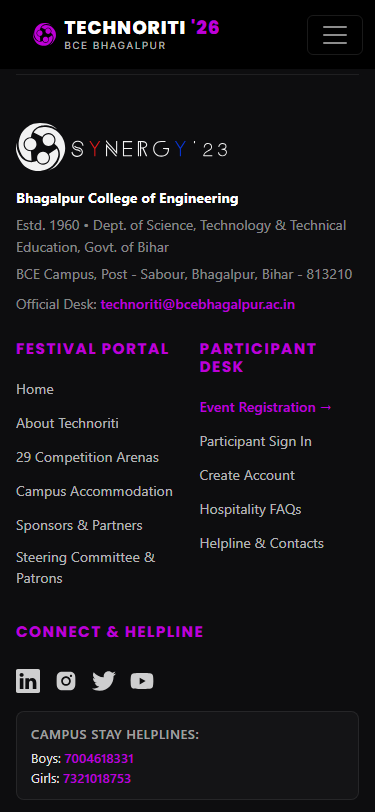 TECHNORITI '26
BCE BHAGALPUR
SYNERGY'23
Bhagalpur College of Engineering
Estd. 1960 • Dept. of Science, Technology & Technical
Education, Govt. of Bihar
BCE Campus, Post - Sabour, Bhagalpur, Bihar - 813210
Official Desk: technoriti@bcebhagalpur.ac.in
FESTIVAL PORTAL
Home
About Technoriti
29 Competition Arenas
Campus Accommodation
Sponsors & Partners
Steering Committee &
Patrons
PARTICIPANT
DESK
Event Registration →
Participant Sign In
Create Account
Hospitality FAQs
Helpline & Contacts
CONNECT & HELPLINE
in
CAMPUS STAY HELPLINES:
Boys: 7004618331
Girls: 7321018753